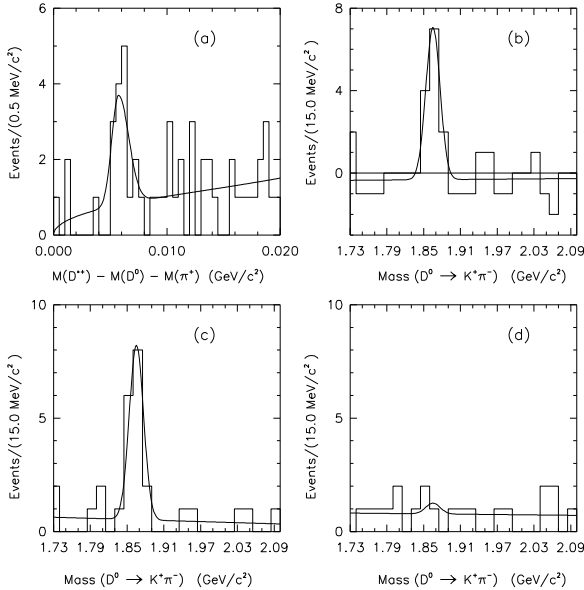 6
4
2
0
Events/(0.5 MeV/c²)
(a)
0.000 0.010 0.020
M(D*⁺) − M(D⁰) − M(π⁺) (GeV/c²)
8
4
0
Events/(15.0 MeV/c²)
(b)
1.73 1.79 1.85 1.91 1.97 2.03 2.09
Mass (D⁰ → K⁺π⁻) (GeV/c²)
10
5
0
Events/(15.0 MeV/c²)
(c)
1.73 1.79 1.85 1.91 1.97 2.03 2.09
Mass (D⁰ → K⁺π⁻) (GeV/c²)
10
5
0
Events/(15.0 MeV/c²)
(d)
1.73 1.79 1.85 1.91 1.97 2.03 2.09
Mass (D⁰ → K⁺π⁻) (GeV/c²)